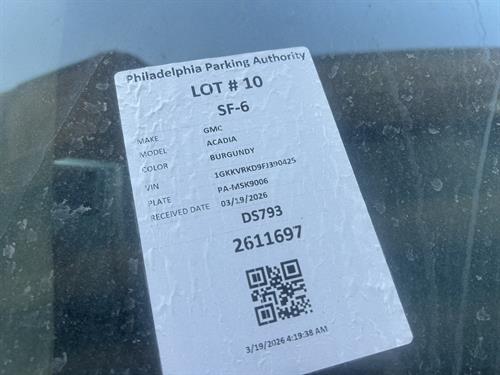 Philadelphia Parking Authority
LOT # 10
SF-6
MAKE GMC
MODEL ACADIA
COLOR BURGUNDY
VIN 1GKKVRKD9FJ390425
PLATE PA-MSK9006
RECEIVED DATE 03/19/2026
DS793
2611697
3/19/2026 4:19:38 AM